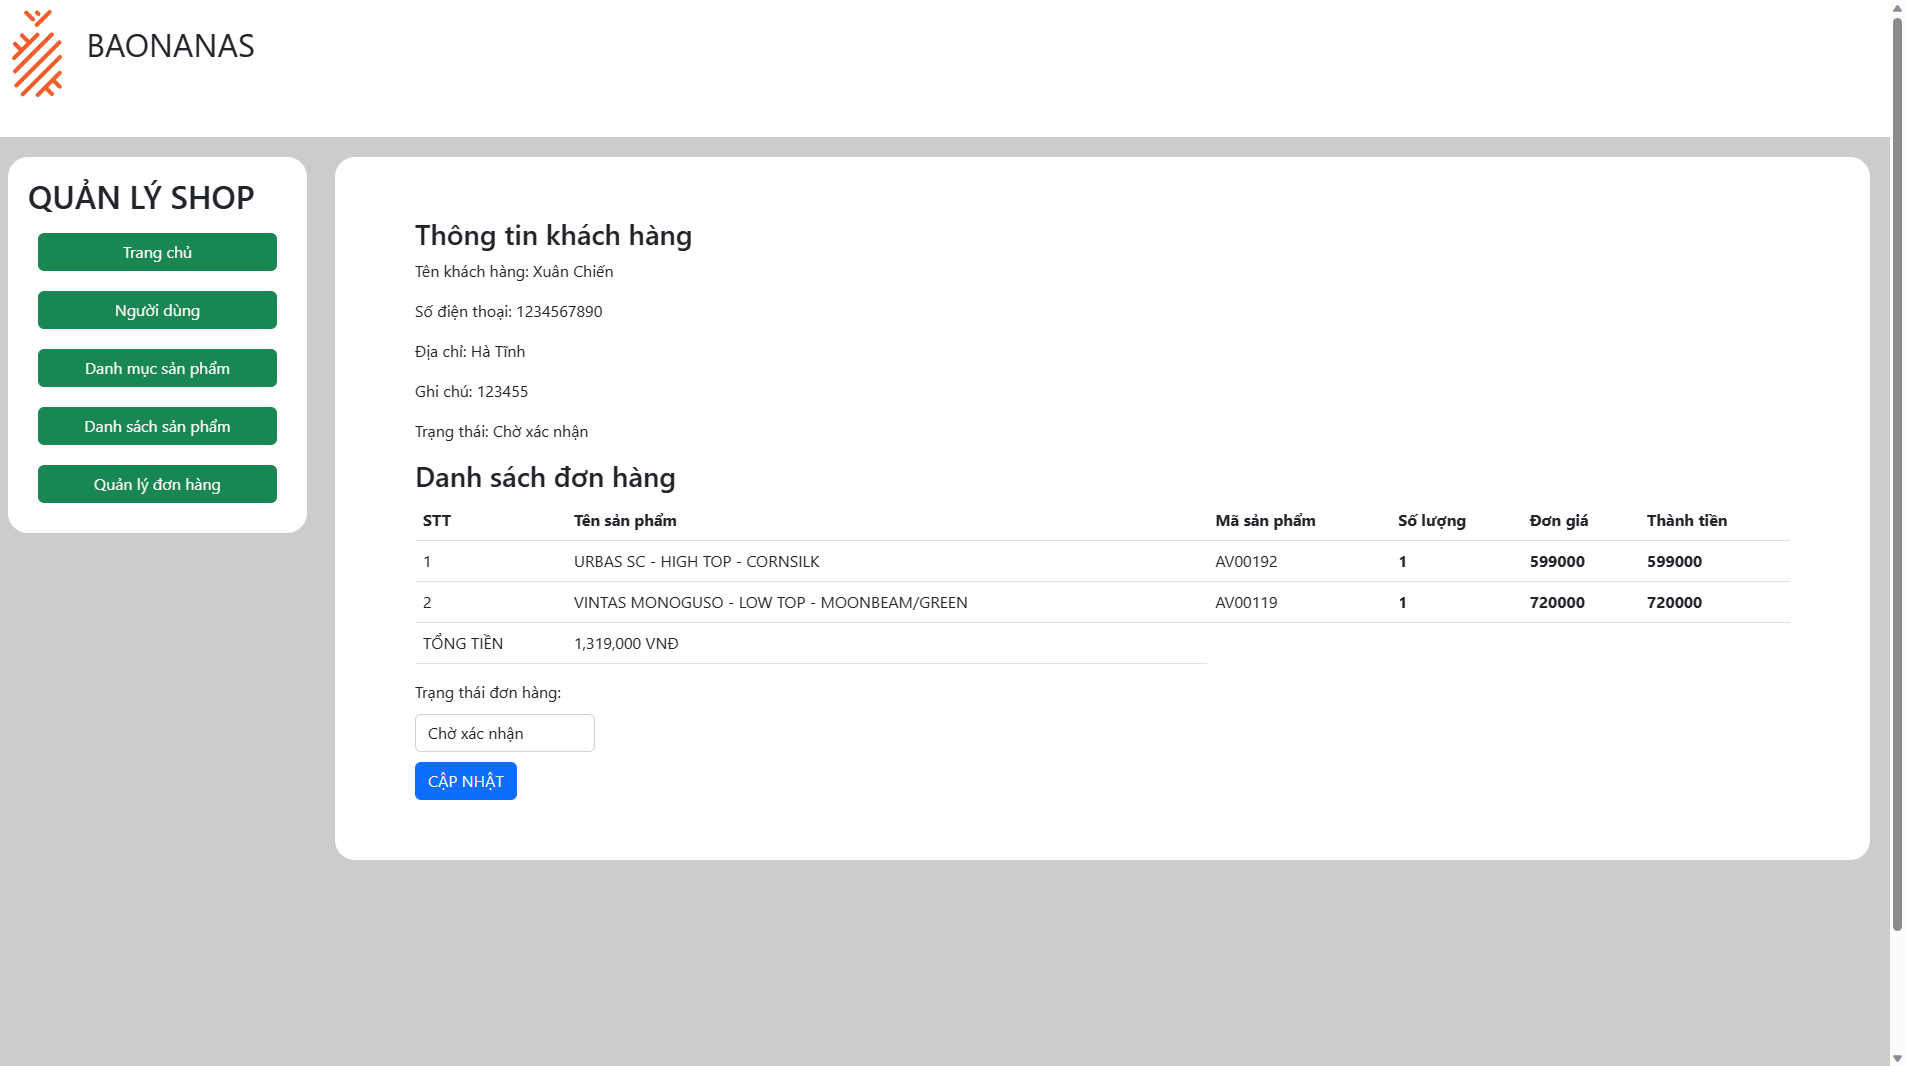 BAONANAS
QUẢN LÝ SHOP
Trang chủ
Người dùng
Danh mục sản phẩm
Danh sách sản phẩm
Quản lý đơn hàng
Thông tin khách hàng
Tên khách hàng: Xuân Chiến
Số điện thoại: 1234567890
Địa chỉ: Hà Tĩnh
Ghi chú: 123455
Trạng thái: Chờ xác nhận
Danh sách đơn hàng
STT Tên sản phẩm Mã sản phẩm Số lượng Đơn giá Thành tiền
1 URBAS SC - HIGH TOP - CORNSILK AV00192 1 599000 599000
2 VINTAS MONOGUSO - LOW TOP - MOONBEAM/GREEN AV00119 1 720000 720000
TỔNG TIỀN 1,319,000 VNĐ
Trạng thái đơn hàng:
Chờ xác nhận
CẬP NHẬT